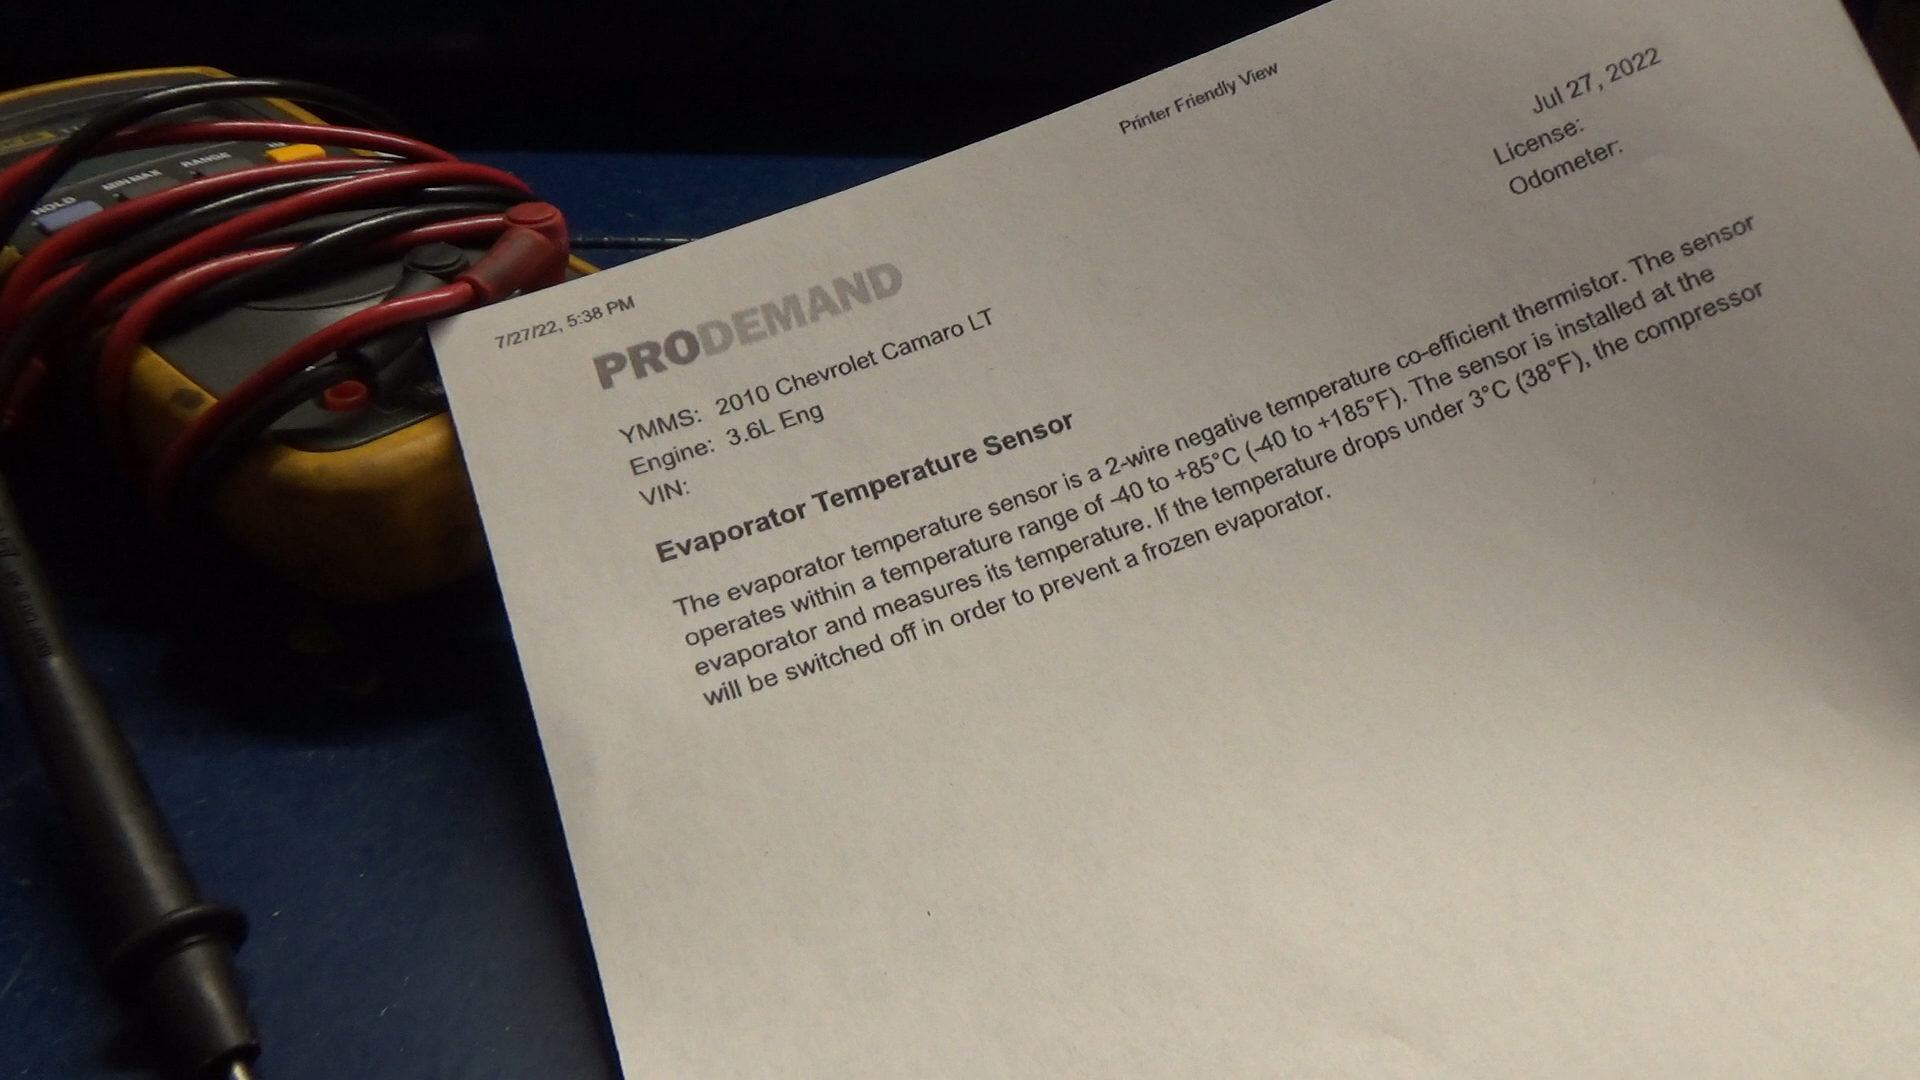 HOLD
MIN MAX
RANGE
Printer Friendly View
7/27/22, 5:38 PM
PRODEMAND
Jul 27, 2022
License:
Odometer:
YMMS: 2010 Chevrolet Camaro LT
Engine: 3.6L Eng
VIN:
Evaporator Temperature Sensor
The evaporator temperature sensor is a 2-wire negative temperature co-efficient thermistor. The sensor
operates within a temperature range of -40 to +85°C (-40 to +185°F). The sensor is installed at the
evaporator and measures its temperature. If the temperature drops under 3°C (38°F), the compressor
will be switched off in order to prevent a frozen evaporator.